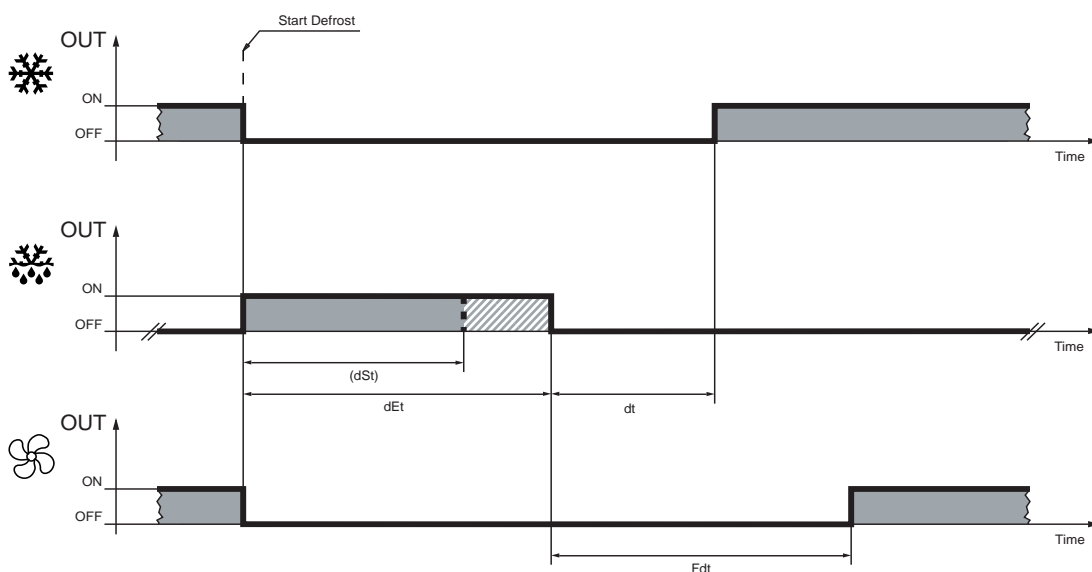 Start Defrost
OUT
ON
OFF
Time
OUT
ON
OFF
Time
(dSt)
dEt
dt
OUT
ON
OFF
Time
Fdt